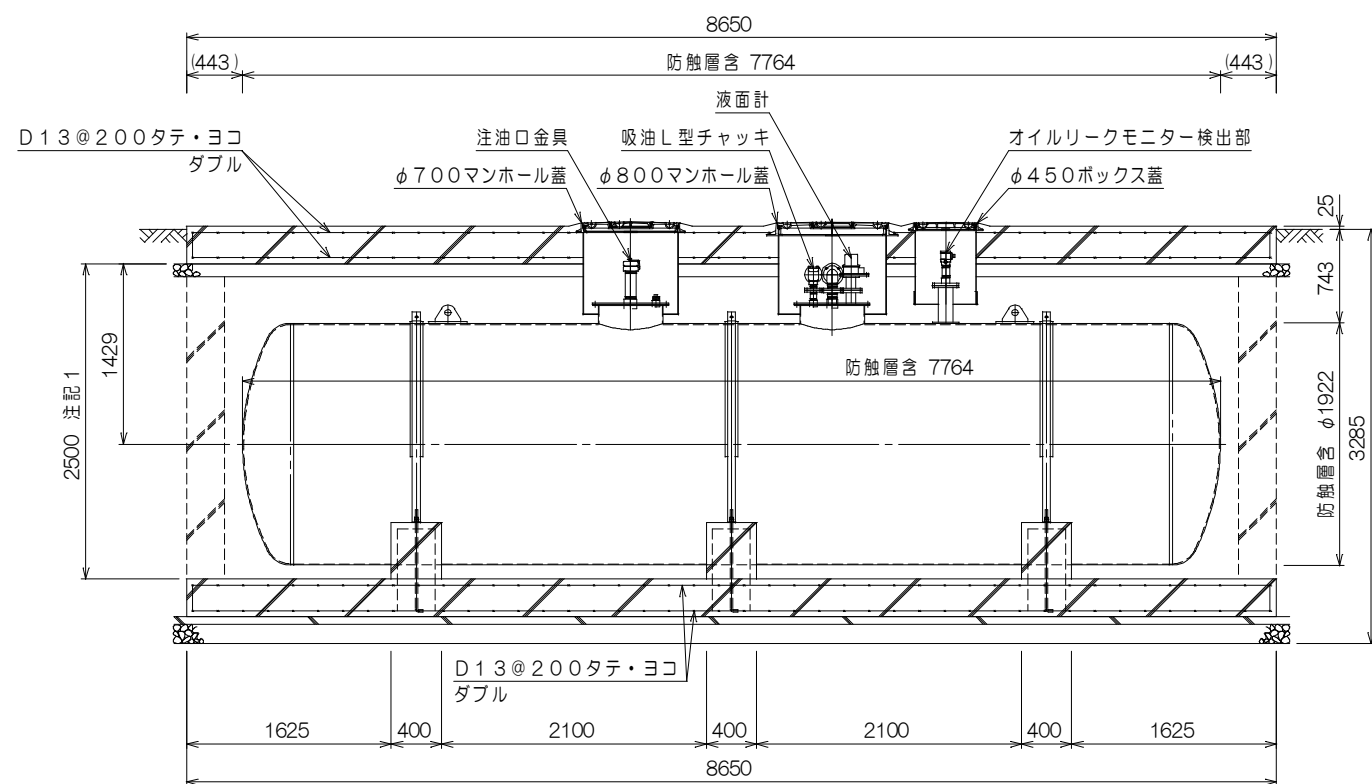 8650
(443)
防触層含 7764
(443)
液面計
D13@200タテ・ヨコ
ダブル
注油口金具
吸油L型チャッキ
オイルリークモニター検出部
φ700マンホール蓋
φ800マンホール蓋
φ450ボックス蓋
25
743
1429
2500 注記1
防触層含 7764
防触層含 φ1922
3285
D13@200タテ・ヨコ
ダブル
1625
400
2100
400
2100
400
1625
8650